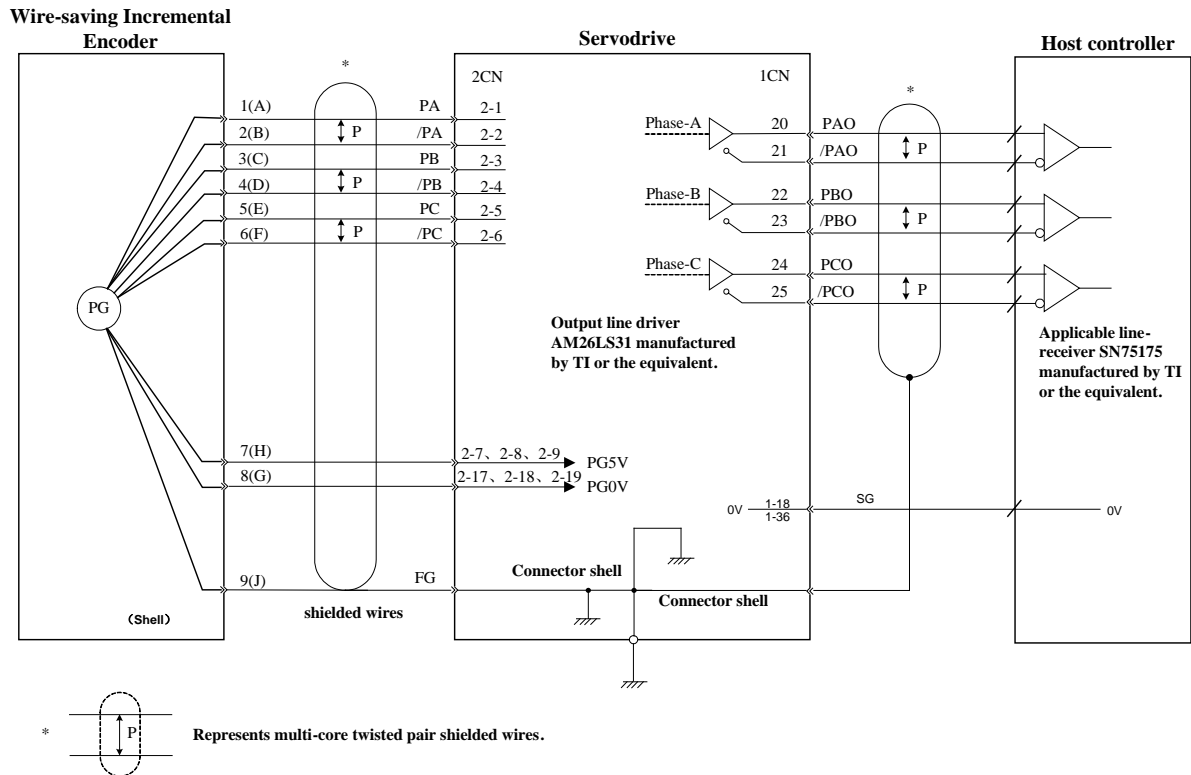 Wire-saving Incremental
Encoder
Servodrive
Host controller
*
*
2CN
1CN
1(A)
PA
2-1
2(B)
P
/PA
2-2
3(C)
PB
2-3
4(D)
P
/PB
2-4
5(E)
PC
2-5
6(F)
P
/PC
2-6
Phase-A
20
PAO
21
/PAO
P
Phase-B
22
PBO
23
/PBO
P
Phase-C
24
PCO
25
/PCO
P
PG
Output line driver
AM26LS31 manufactured
by TI or the equivalent.
Applicable line-
receiver SN75175
manufactured by TI
or the equivalent.
7(H)
2-7、2-8、2-9
PG5V
8(G)
2-17、2-18、2-19
PG0V
0V
1-18
1-36
SG
0V
9(J)
FG
Connector shell
Connector shell
(Shell)
shielded wires
*
P
Represents multi-core twisted pair shielded wires.